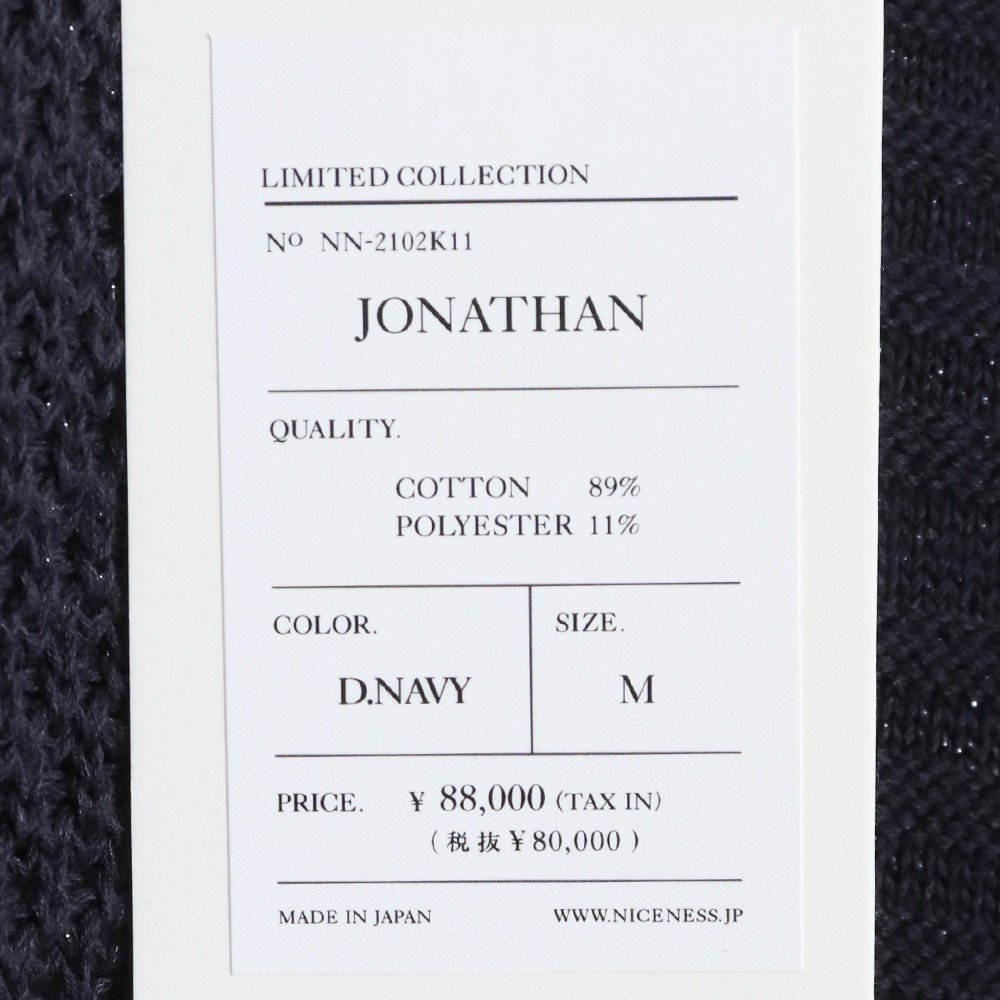 LIMITED COLLECTION
Nº NN-2102K11
JONATHAN
QUALITY.
COTTON 89%
POLYESTER 11%
COLOR.
D.NAVY
SIZE.
M
PRICE. ¥ 88,000 (TAX IN)
(税抜¥80,000)
MADE IN JAPAN WWW.NICENESS.JP